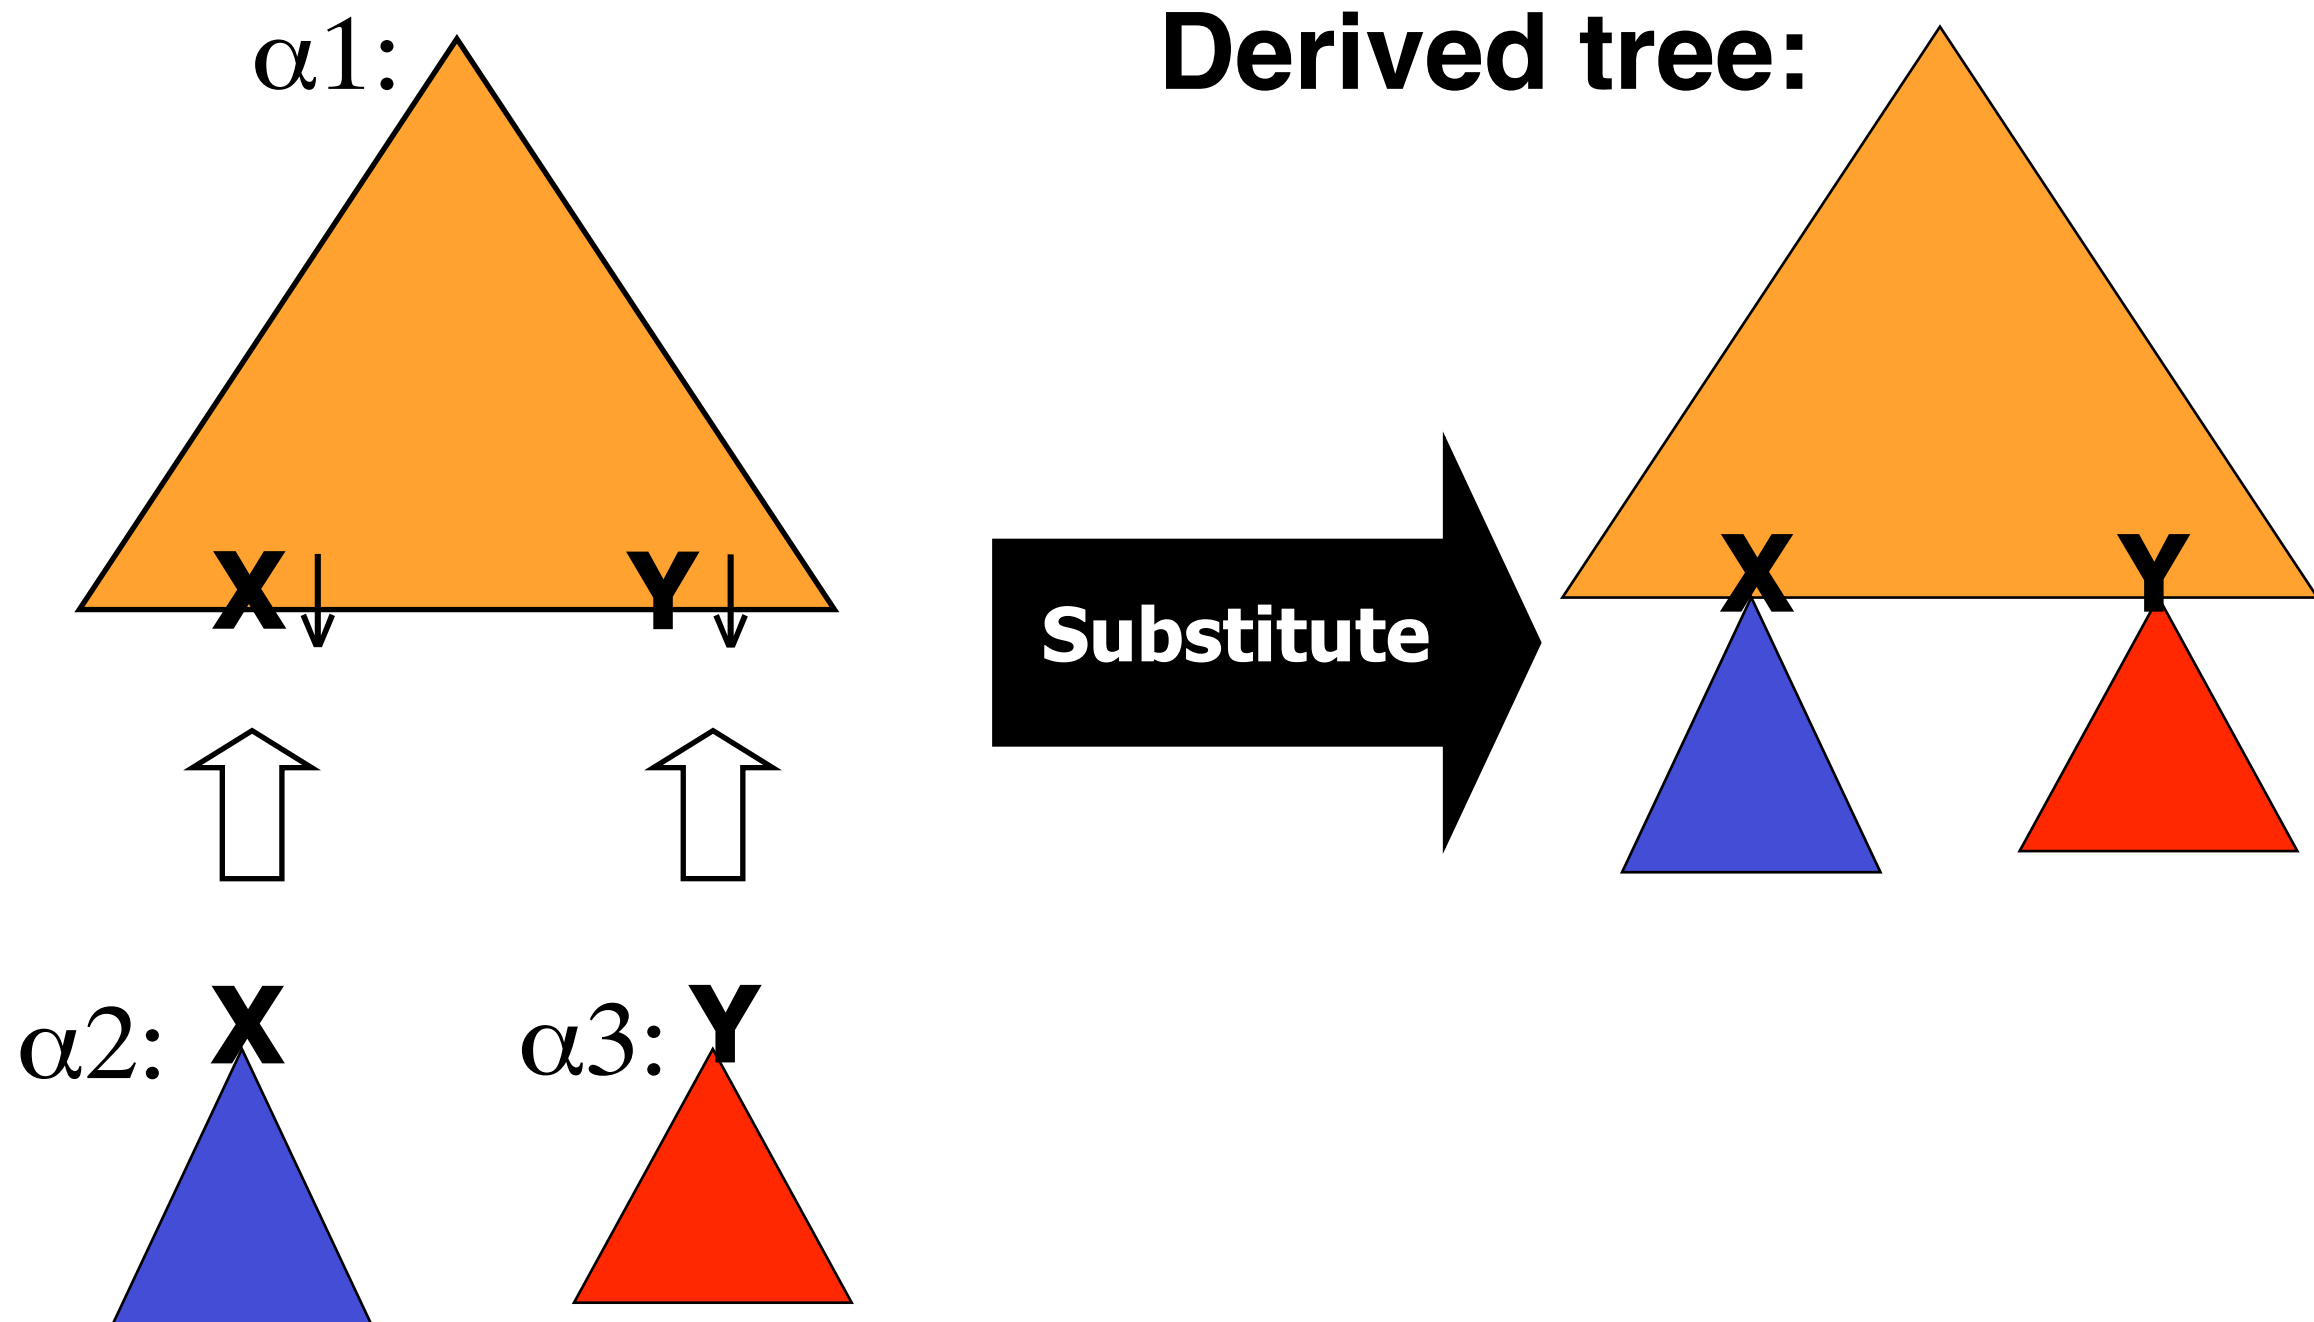 α1:
Derived tree:
X↓ Y↓
X Y
Substitute
α2: X
α3: Y